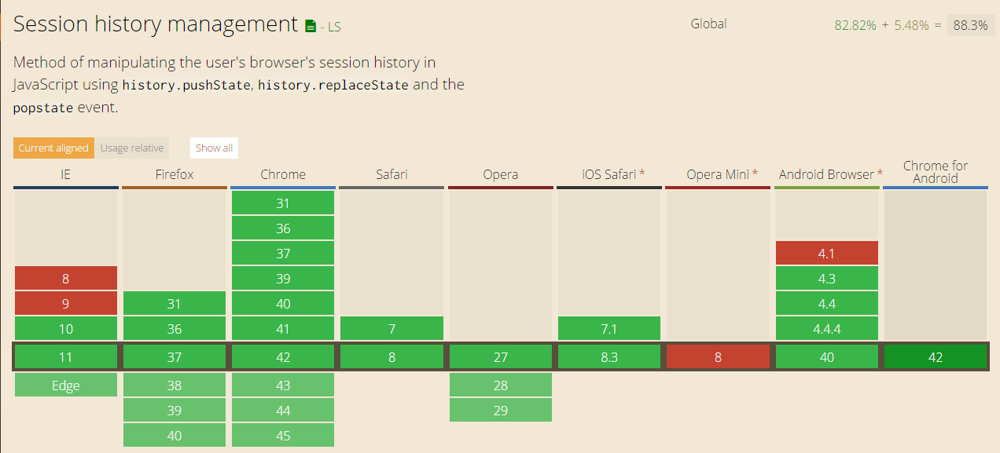 Session history management - LS
Global 82.82% + 5.48% = 88.3%
Method of manipulating the user's browser's session history in
JavaScript using history.pushState, history.replaceState and the
popstate event.
Current aligned Usage relative Show all
IE Firefox Chrome Safari Opera iOS Safari * Opera Mini * Android Browser * Chrome for
Android
31
36
37 4.1
8 39 4.3
9 31 40 4.4
10 36 41 7 7.1 4.4.4
11 37 42 8 27 8.3 8 40 42
Edge 38 43 28
39 44 29
40 45